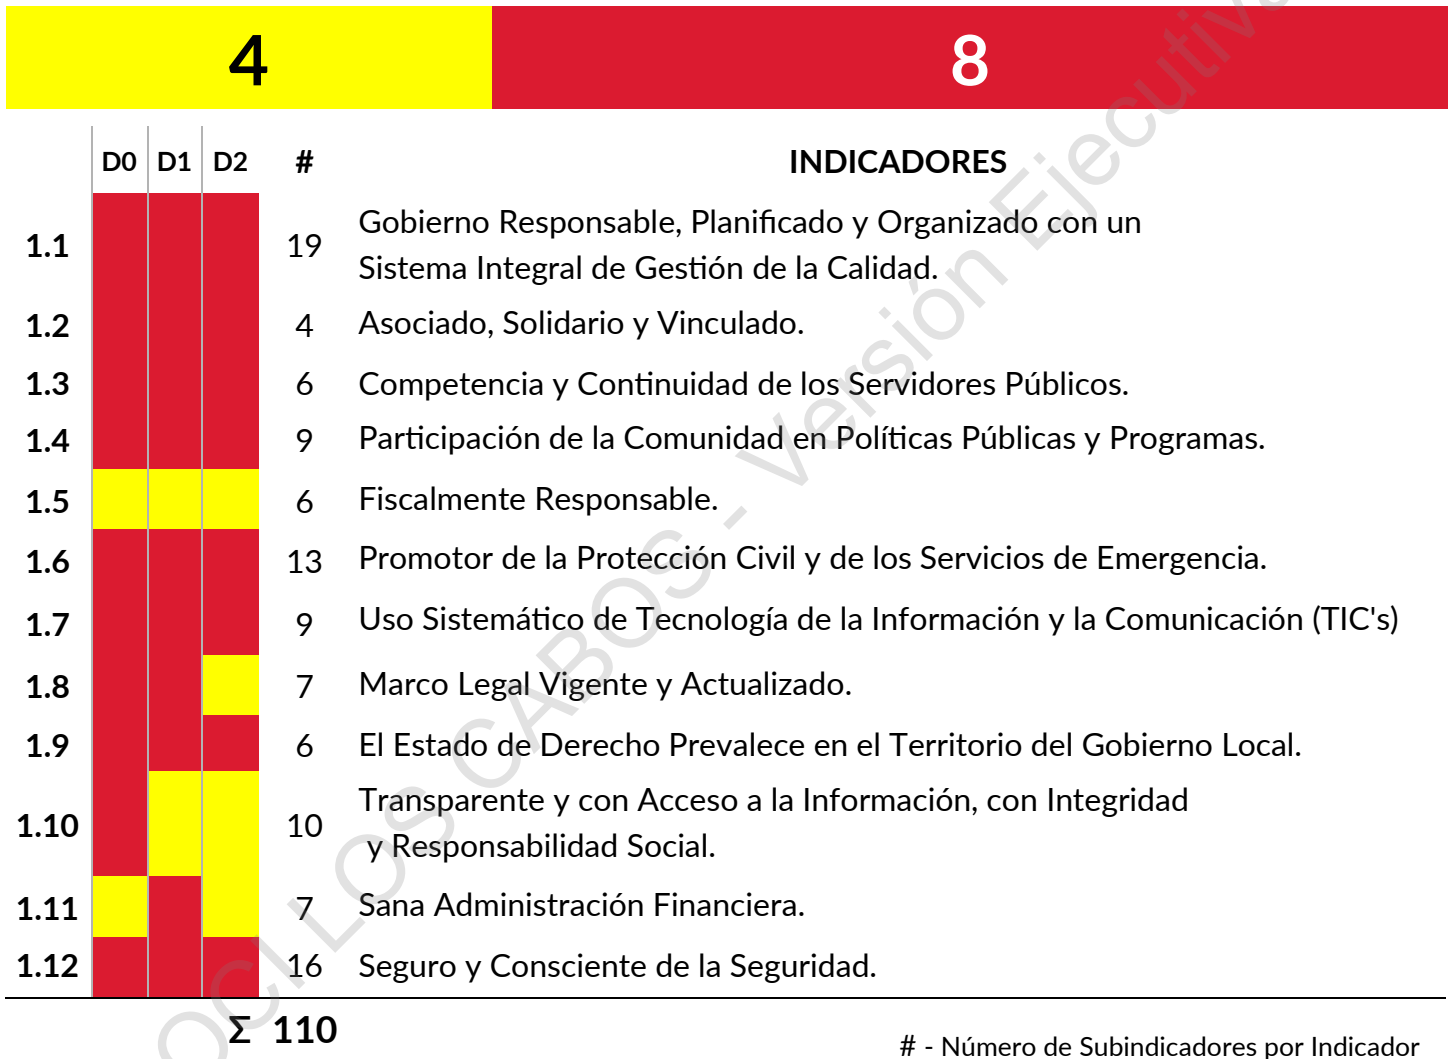 4 8
D0 D1 D2 # INDICADORES
1.1 19 Gobierno Responsable, Planificado y Organizado con un
Sistema Integral de Gestión de la Calidad.
1.2 4 Asociado, Solidario y Vinculado.
1.3 6 Competencia y Continuidad de los Servidores Públicos.
1.4 9 Participación de la Comunidad en Políticas Públicas y Programas.
1.5 6 Fiscalmente Responsable.
1.6 13 Promotor de la Protección Civil y de los Servicios de Emergencia.
1.7 9 Uso Sistemático de Tecnología de la Información y la Comunicación (TIC's)
1.8 7 Marco Legal Vigente y Actualizado.
1.9 6 El Estado de Derecho Prevalece en el Territorio del Gobierno Local.
1.10 10 Transparente y con Acceso a la Información, con Integridad
y Responsabilidad Social.
1.11 7 Sana Administración Financiera.
1.12 16 Seguro y Consciente de la Seguridad.
Σ 110
# - Número de Subindicadores por Indicador
OCI LOS CABOS - Versión Ejecutiva